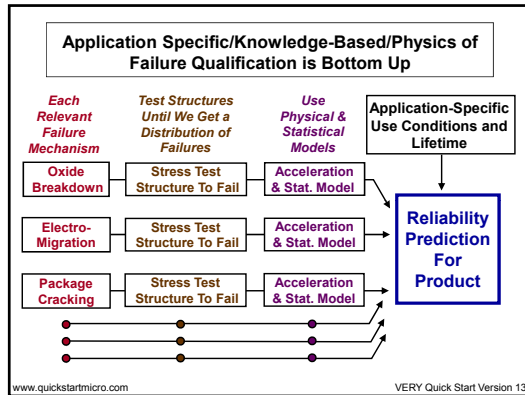 Application Specific/Knowledge-Based/Physics of
Failure Qualification is Bottom Up
Each
Relevant
Failure
Mechanism
Test Structures
Until We Get a
Distribution of
Failures
Use
Physical &
Statistical
Models
Application-Specific
Use Conditions and
Lifetime
Oxide
Breakdown
Stress Test
Structure To Fail
Acceleration
& Stat. Model
Electro-
Migration
Stress Test
Structure To Fail
Acceleration
& Stat. Model
Package
Cracking
Stress Test
Structure To Fail
Acceleration
& Stat. Model
Reliability
Prediction
For
Product
www.quickstartmicro.com
VERY Quick Start Version 13